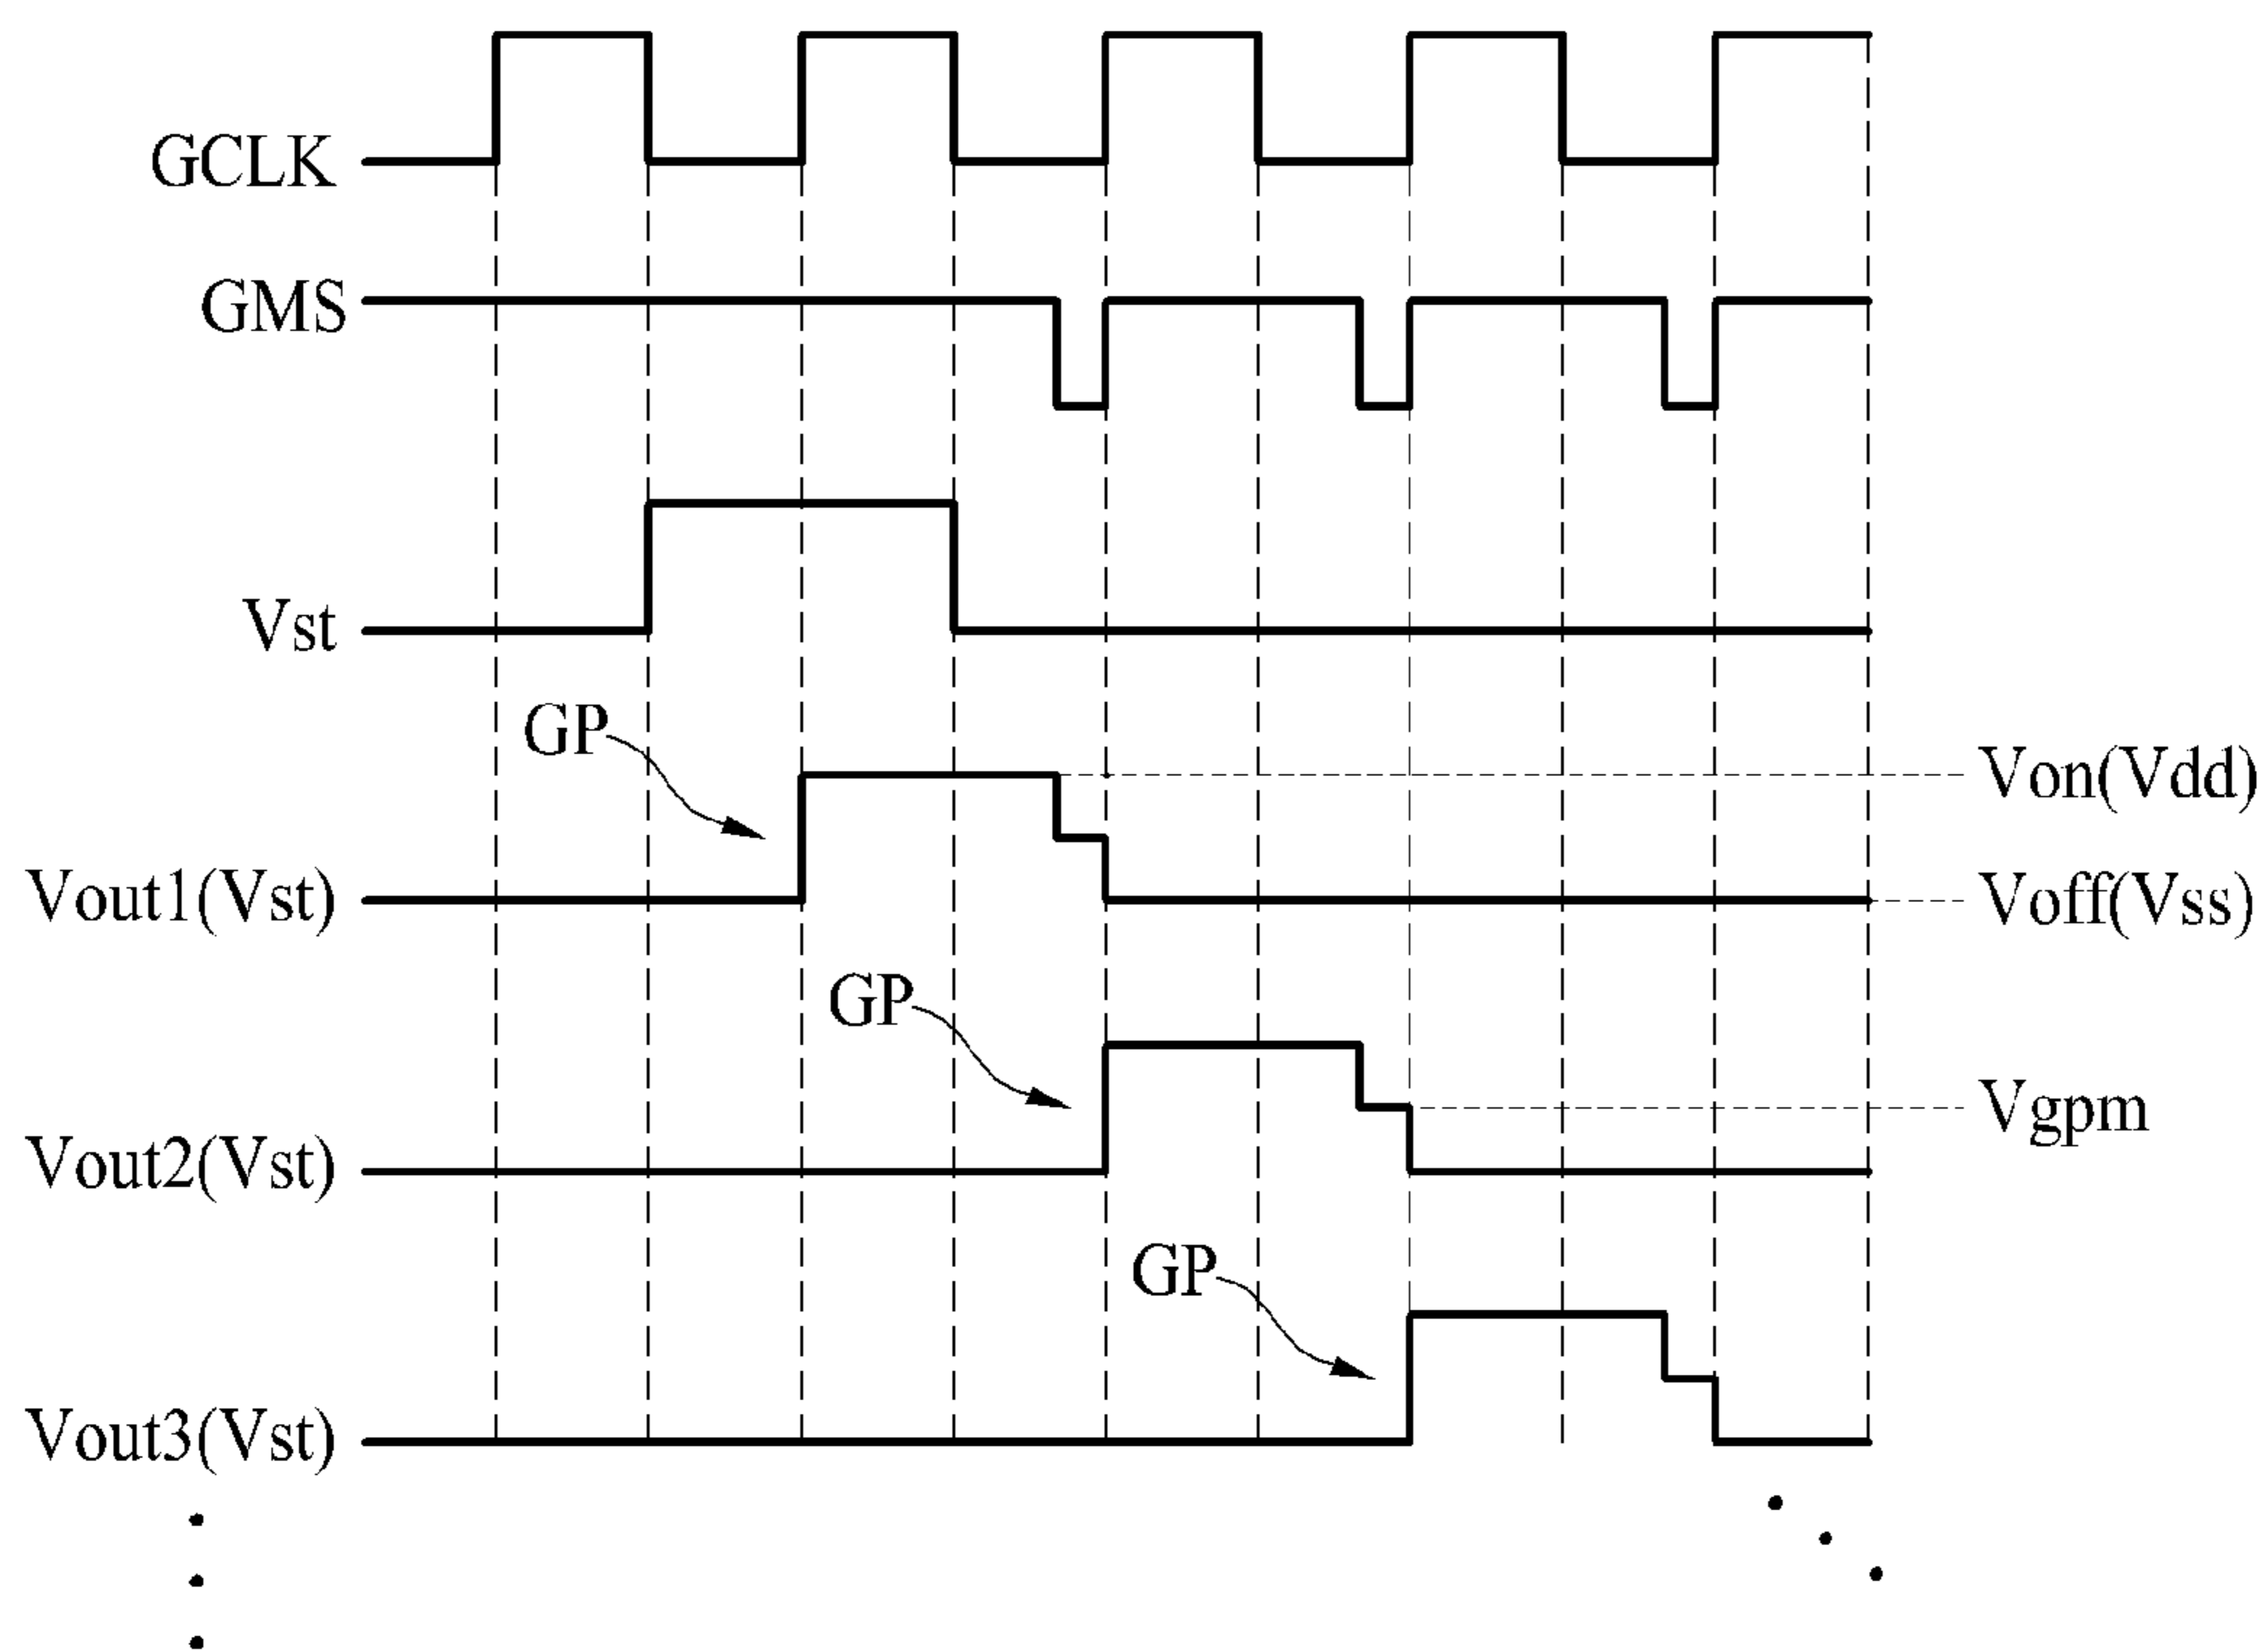 GCLK
GMS
Vst
GP
Von(Vdd)
Vout1(Vst)
Voff(Vss)
GP
Vgpm
Vout2(Vst)
GP
Vout3(Vst)